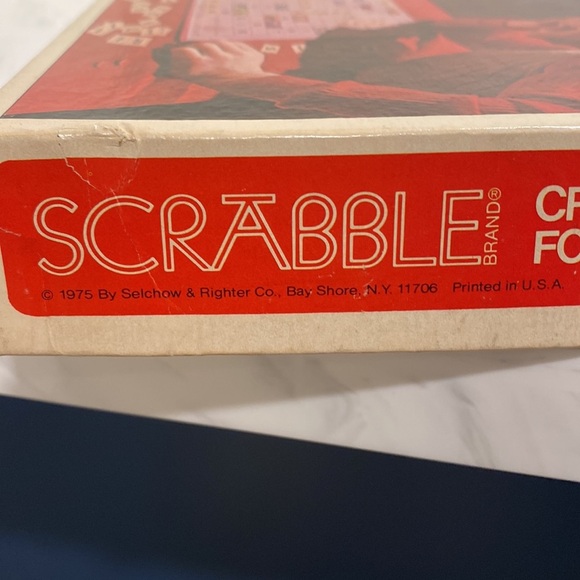 SCRABBLE® BRAND
CR
FO
© 1975 By Selchow & Righter Co., Bay Shore, N.Y. 11706 Printed in U.S.A.